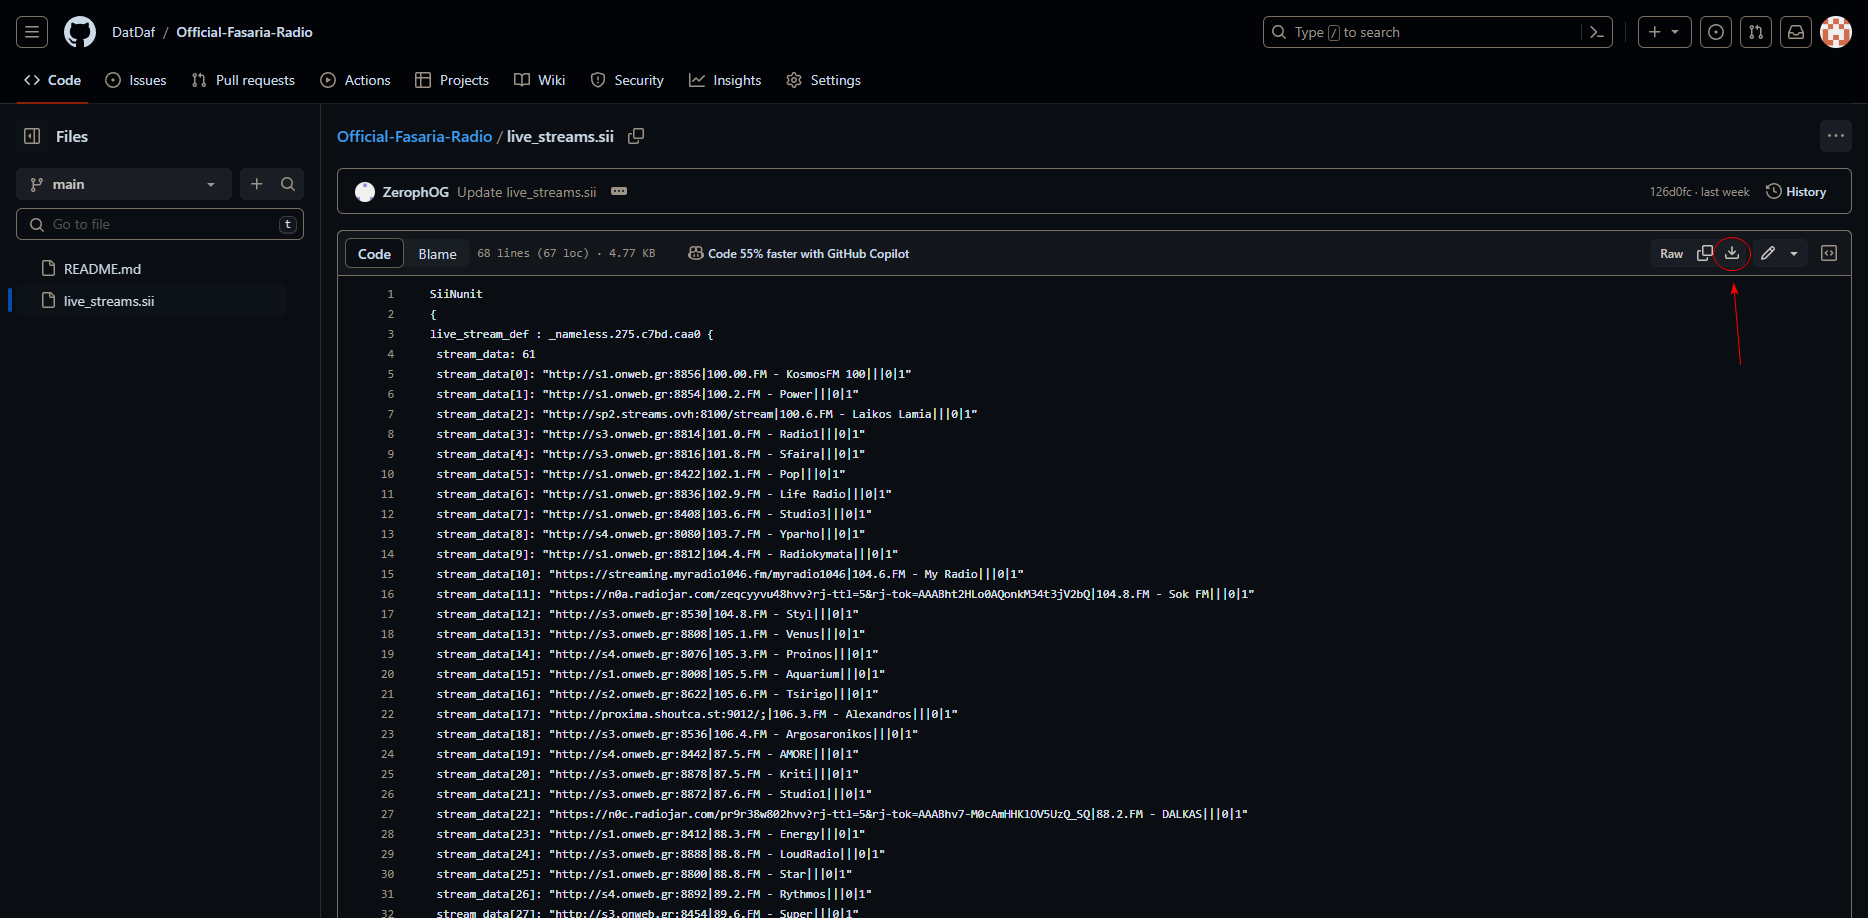 DatDaf / Official-Fasaria-Radio
Type / to search
Code Issues Pull requests Actions Projects Wiki Security Insights Settings
Files
main
Go to file t
README.md
live_streams.sii
Official-Fasaria-Radio / live_streams.sii
ZerophOG Update live_streams.sii
126d0fc · last week History
Code Blame 68 lines (67 loc) · 4.77 KB Code 55% faster with GitHub Copilot Raw
1 SiiNunit
2 {
3 live_stream_def : _nameless.275.c7bd.caa0 {
4 stream_data: 61
5 stream_data[0]: "http://s1.onweb.gr:8856|100.00.FM - KosmosFM 100|||0|1"
6 stream_data[1]: "http://s1.onweb.gr:8854|100.2.FM - Power|||0|1"
7 stream_data[2]: "http://sp2.streams.ovh:8100/stream|100.6.FM - Laikos Lamia|||0|1"
8 stream_data[3]: "http://s3.onweb.gr:8814|101.0.FM - Radio1|||0|1"
9 stream_data[4]: "http://s3.onweb.gr:8816|101.8.FM - Sfaira|||0|1"
10 stream_data[5]: "http://s1.onweb.gr:8422|102.1.FM - Pop|||0|1"
11 stream_data[6]: "http://s1.onweb.gr:8836|102.9.FM - Life Radio|||0|1"
12 stream_data[7]: "http://s1.onweb.gr:8408|103.6.FM - Studio3|||0|1"
13 stream_data[8]: "http://s4.onweb.gr:8080|103.7.FM - Yparho|||0|1"
14 stream_data[9]: "http://s1.onweb.gr:8812|104.4.FM - Radiokymata|||0|1"
15 stream_data[10]: "https://streaming.myradio1046.fm/myradio1046|104.6.FM - My Radio|||0|1"
16 stream_data[11]: "https://n0a.radiojar.com/zeqcyyvu48hvv?rj-ttl=5&rj-tok=AAABht2HLo0AQonkM34t3jV2bQ|104.8.FM - Sok FM|||0|1"
17 stream_data[12]: "http://s3.onweb.gr:8530|104.8.FM - Styl|||0|1"
18 stream_data[13]: "http://s3.onweb.gr:8808|105.1.FM - Venus|||0|1"
19 stream_data[14]: "http://s4.onweb.gr:8076|105.3.FM - Proinos|||0|1"
20 stream_data[15]: "http://s1.onweb.gr:8008|105.5.FM - Aquarium|||0|1"
21 stream_data[16]: "http://s2.onweb.gr:8622|105.6.FM - Tsirigo|||0|1"
22 stream_data[17]: "http://proxima.shoutca.st:9012/;|106.3.FM - Alexandros|||0|1"
23 stream_data[18]: "http://s3.onweb.gr:8536|106.4.FM - Argosaronikos|||0|1"
24 stream_data[19]: "http://s4.onweb.gr:8442|87.5.FM - AMORE|||0|1"
25 stream_data[20]: "http://s3.onweb.gr:8878|87.5.FM - Kriti|||0|1"
26 stream_data[21]: "http://s3.onweb.gr:8872|87.6.FM - Studio1|||0|1"
27 stream_data[22]: "https://n0c.radiojar.com/pr9r38w802hvv?rj-ttl=5&rj-tok=AAABhv7-M0cAmHHKlOV5UzQ_SQ|88.2.FM - DALKAS|||0|1"
28 stream_data[23]: "http://s1.onweb.gr:8412|88.3.FM - Energy|||0|1"
29 stream_data[24]: "http://s3.onweb.gr:8888|88.8.FM - LoudRadio|||0|1"
30 stream_data[25]: "http://s1.onweb.gr:8800|88.8.FM - Star|||0|1"
31 stream_data[26]: "http://s4.onweb.gr:8892|89.2.FM - Rythmos|||0|1"
32 stream_data[27]: "http://s3.onweb.gr:8454|89.6.FM - Super|||0|1"